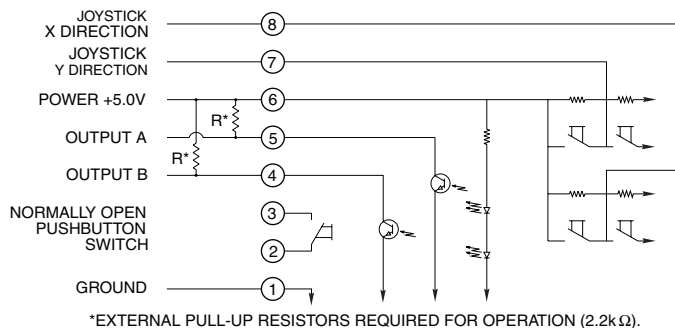 JOYSTICK
X DIRECTION
8
JOYSTICK
Y DIRECTION
7
POWER +5.0V
6
R*
OUTPUT A
5
R*
OUTPUT B
4
NORMALLY OPEN
PUSHBUTTON
SWITCH
3
2
GROUND
1
*EXTERNAL PULL-UP RESISTORS REQUIRED FOR OPERATION (2.2kΩ).